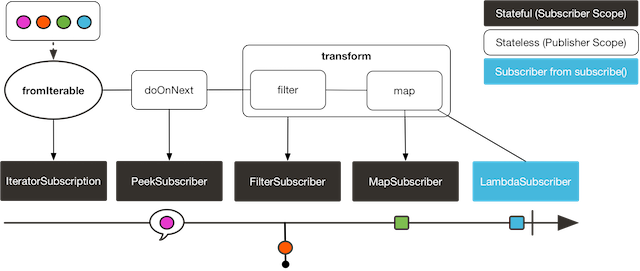 Stateful (Subscriber Scope)
Stateless (Publisher Scope)
Subscriber from subscribe()
transform
fromIterable
doOnNext
filter
map
IteratorSubscription
PeekSubscriber
FilterSubscriber
MapSubscriber
LambdaSubscriber